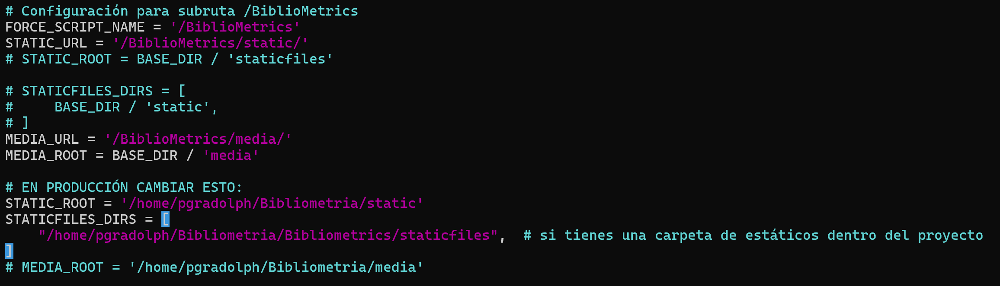 # Configuración para subruta /BiblioMetrics
FORCE_SCRIPT_NAME = '/BiblioMetrics'
STATIC_URL = '/BiblioMetrics/static/'
# STATIC_ROOT = BASE_DIR / 'staticfiles'

# STATICFILES_DIRS = [
#     BASE_DIR / 'static',
# ]
MEDIA_URL = '/BiblioMetrics/media/'
MEDIA_ROOT = BASE_DIR / 'media'

# EN PRODUCCIÓN CAMBIAR ESTO:
STATIC_ROOT = '/home/pgradolph/Bibliometria/static'
STATICFILES_DIRS = [
    "/home/pgradolph/Bibliometria/Bibliometrics/staticfiles",  # si tienes una carpeta de estáticos dentro del proyecto
]
# MEDIA_ROOT = '/home/pgradolph/Bibliometria/media'